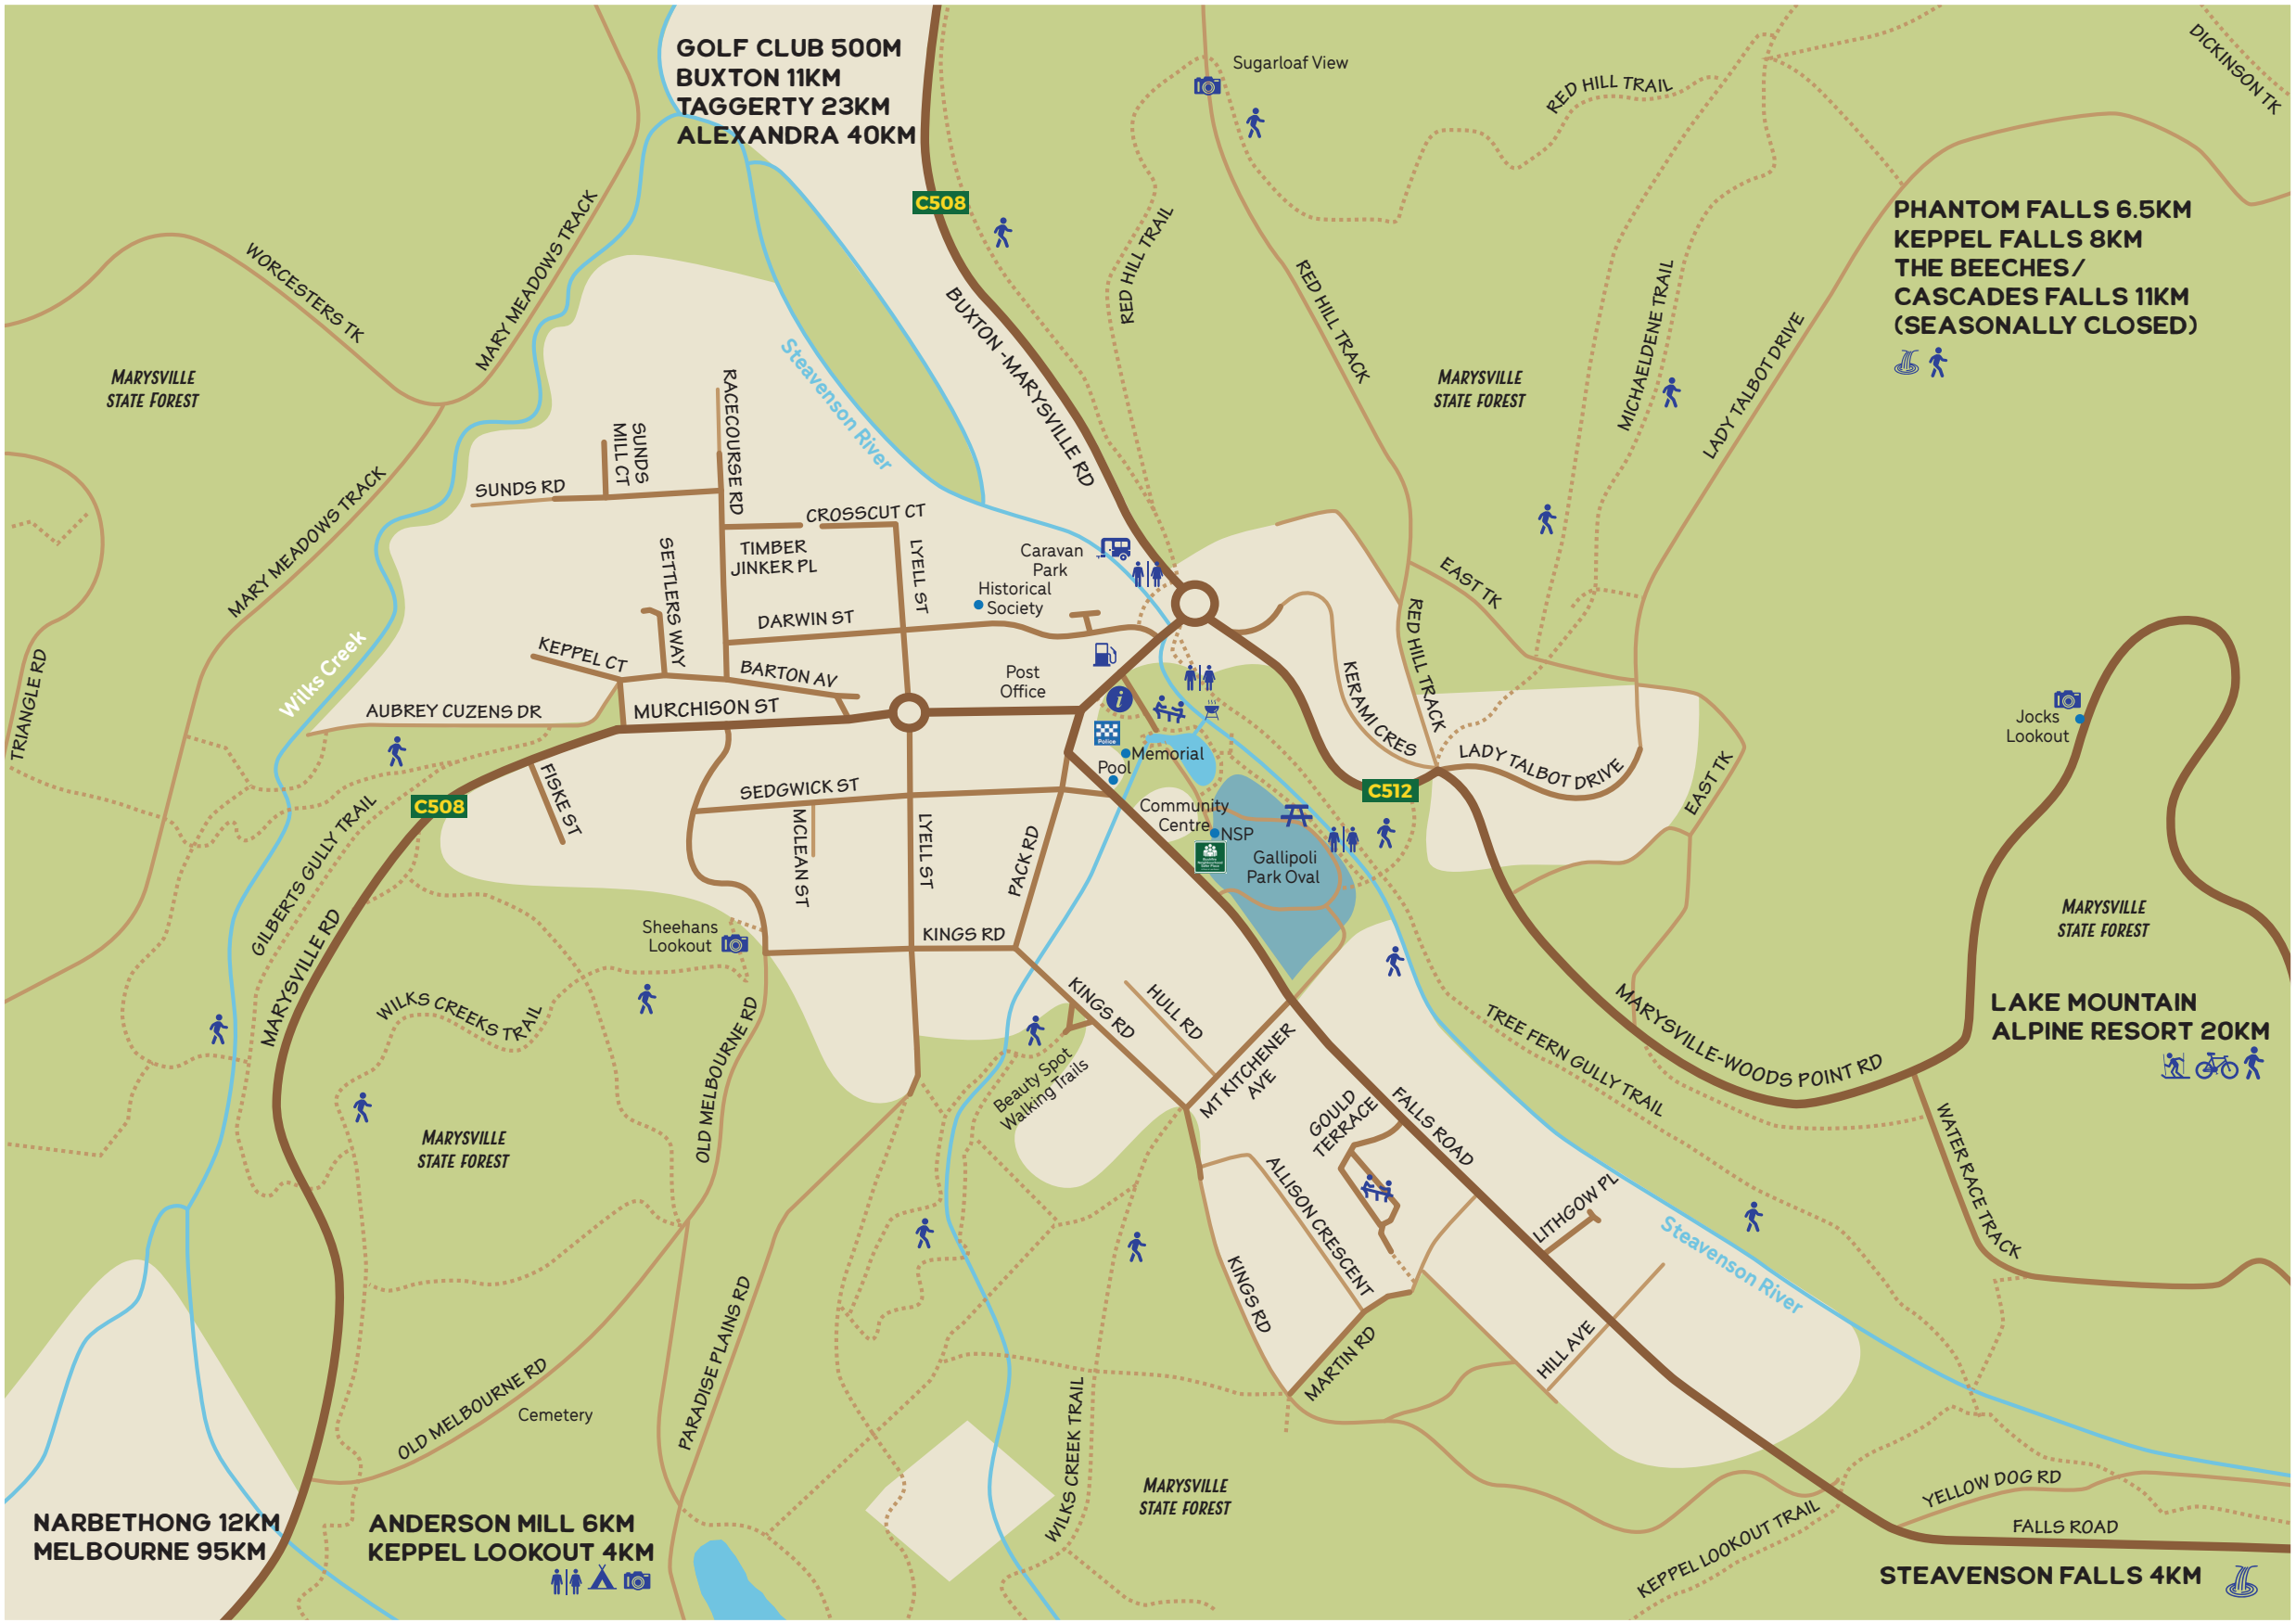 GOLF CLUB 500M
BUXTON 11KM
TAGGERTY 23KM
ALEXANDRA 40KM
Sugarloaf View
RED HILL TRAIL
DICKINSON TK
C508
PHANTOM FALLS 6.5KM
KEPPEL FALLS 8KM
THE BEECHES/
CASCADES FALLS 11KM
(SEASONALLY CLOSED)
WORCESTERS TK
MARY MEADOWS TRACK
RED HILL TRAIL
RED HILL TRACK
MICHAELDENE TRAIL
LADY TALBOT DRIVE
BUXTON -MARYSVILLE RD
MARYSVILLE
STATE FOREST
MARYSVILLE
STATE FOREST
Steavenson River
RACECOURSE RD
SUNDS
MILL CT
SUNDS RD
MARY MEADOWS TRACK
CROSSCUT CT
TIMBER
JINKER PL
LYELL ST
SETTLERS WAY
Caravan
Park
Historical
Society
EAST TK
DARWIN ST
RED HILL TRACK
KEPPEL CT
BARTON AV
Post
Office
KERAMI CRES
Wilks Creek
TRIANGLE RD
AUBREY CUZENS DR
MURCHISON ST
i
Police
Memorial
Pool
LADY TALBOT DRIVE
Jocks
Lookout
EAST TK
FISKE ST
SEDGWICK ST
C508
C512
MCLEAN ST
LYELL ST
PACK RD
Community
Centre
NSP
Gallipoli
Park Oval
GILBERTS GULLY TRAIL
MARYSVILLE RD
Sheehans
Lookout
KINGS RD
MARYSVILLE
STATE FOREST
WILKS CREEKS TRAIL
OLD MELBOURNE RD
KINGS RD
HULL RD
MARYSVILLE-WOODS POINT RD
LAKE MOUNTAIN
ALPINE RESORT 20KM
TREE FERN GULLY TRAIL
Beauty Spot
Walking Trails
MT KITCHENER
AVE
GOULD
TERRACE
FALLS ROAD
WATER RACE TRACK
MARYSVILLE
STATE FOREST
ALLISON CRESCENT
LITHGOW PL
Steavenson River
KINGS RD
PARADISE PLAINS RD
MARTIN RD
HILL AVE
OLD MELBOURNE RD
Cemetery
WILKS CREEK TRAIL
MARYSVILLE
STATE FOREST
YELLOW DOG RD
KEPPEL LOOKOUT TRAIL
FALLS ROAD
NARBETHONG 12KM
MELBOURNE 95KM
ANDERSON MILL 6KM
KEPPEL LOOKOUT 4KM
STEAVENSON FALLS 4KM